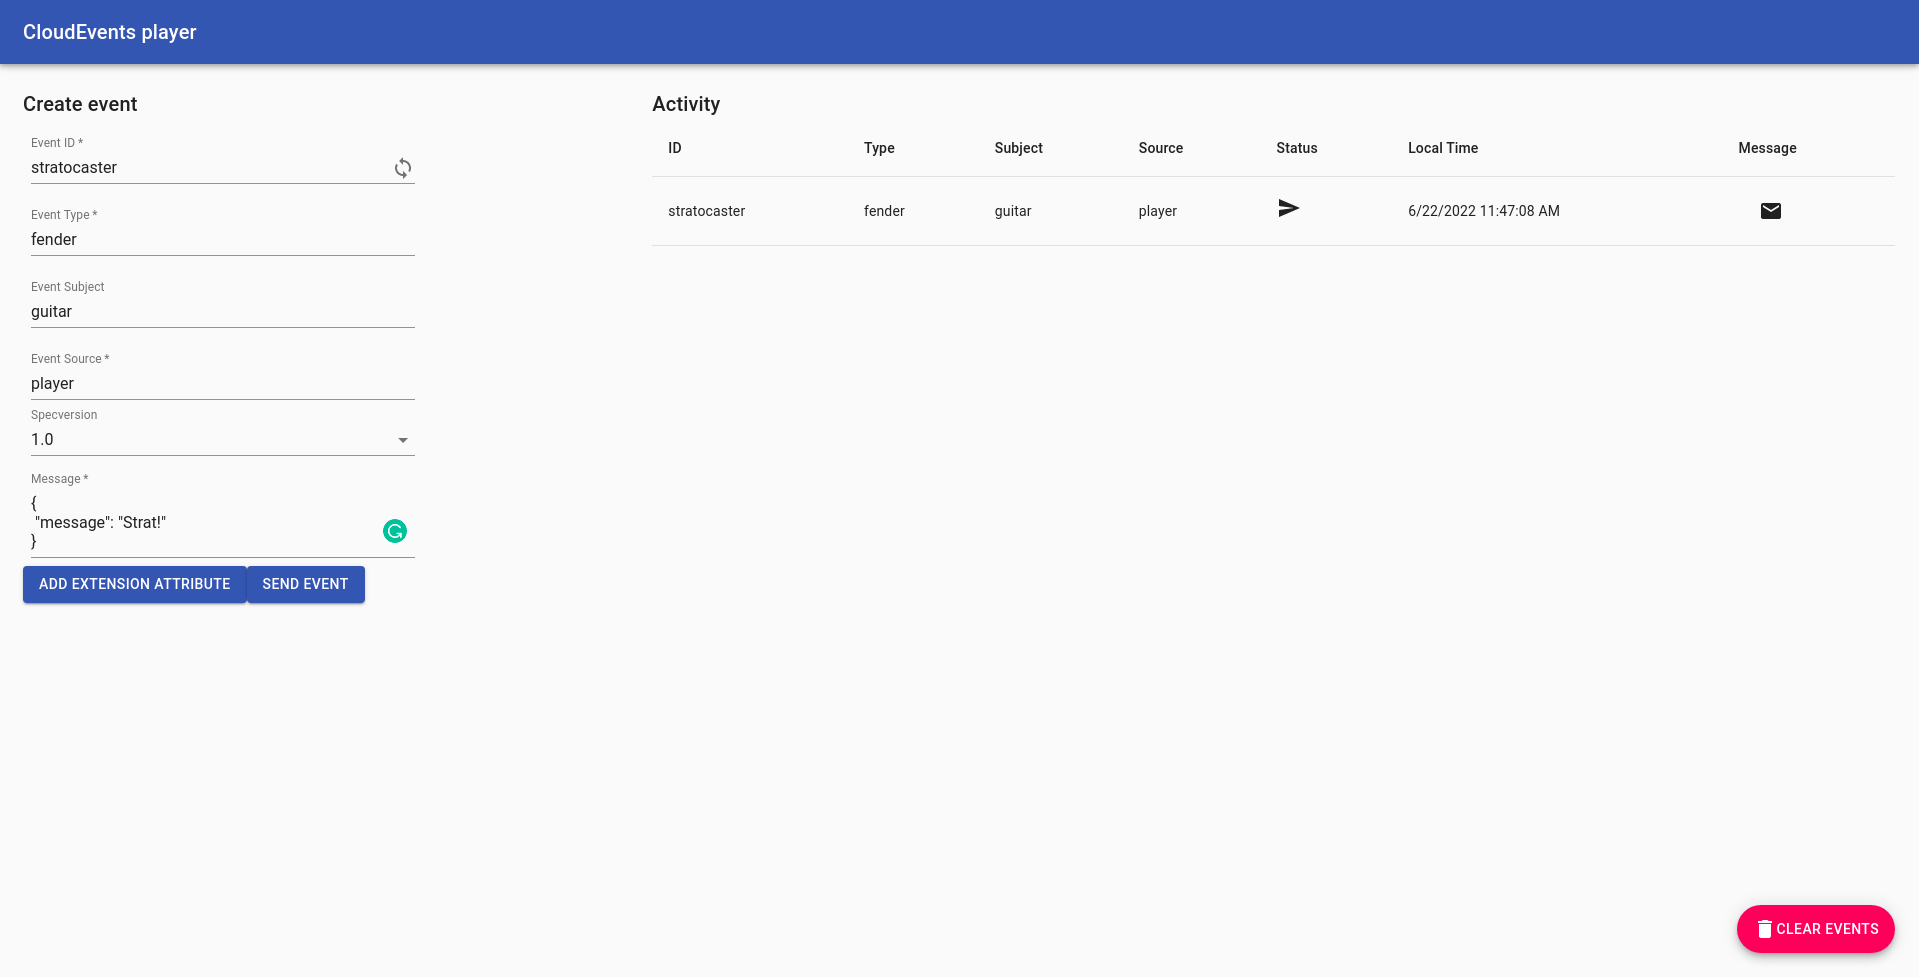 CloudEvents player
Create event
Event ID *
stratocaster
Event Type *
fender
Event Subject
guitar
Event Source *
player
Specversion
1.0
Message *
{
"message": "Strat!"
}
ADD EXTENSION ATTRIBUTE SEND EVENT
Activity
ID Type Subject Source Status Local Time Message
stratocaster fender guitar player 6/22/2022 11:47:08 AM
CLEAR EVENTS